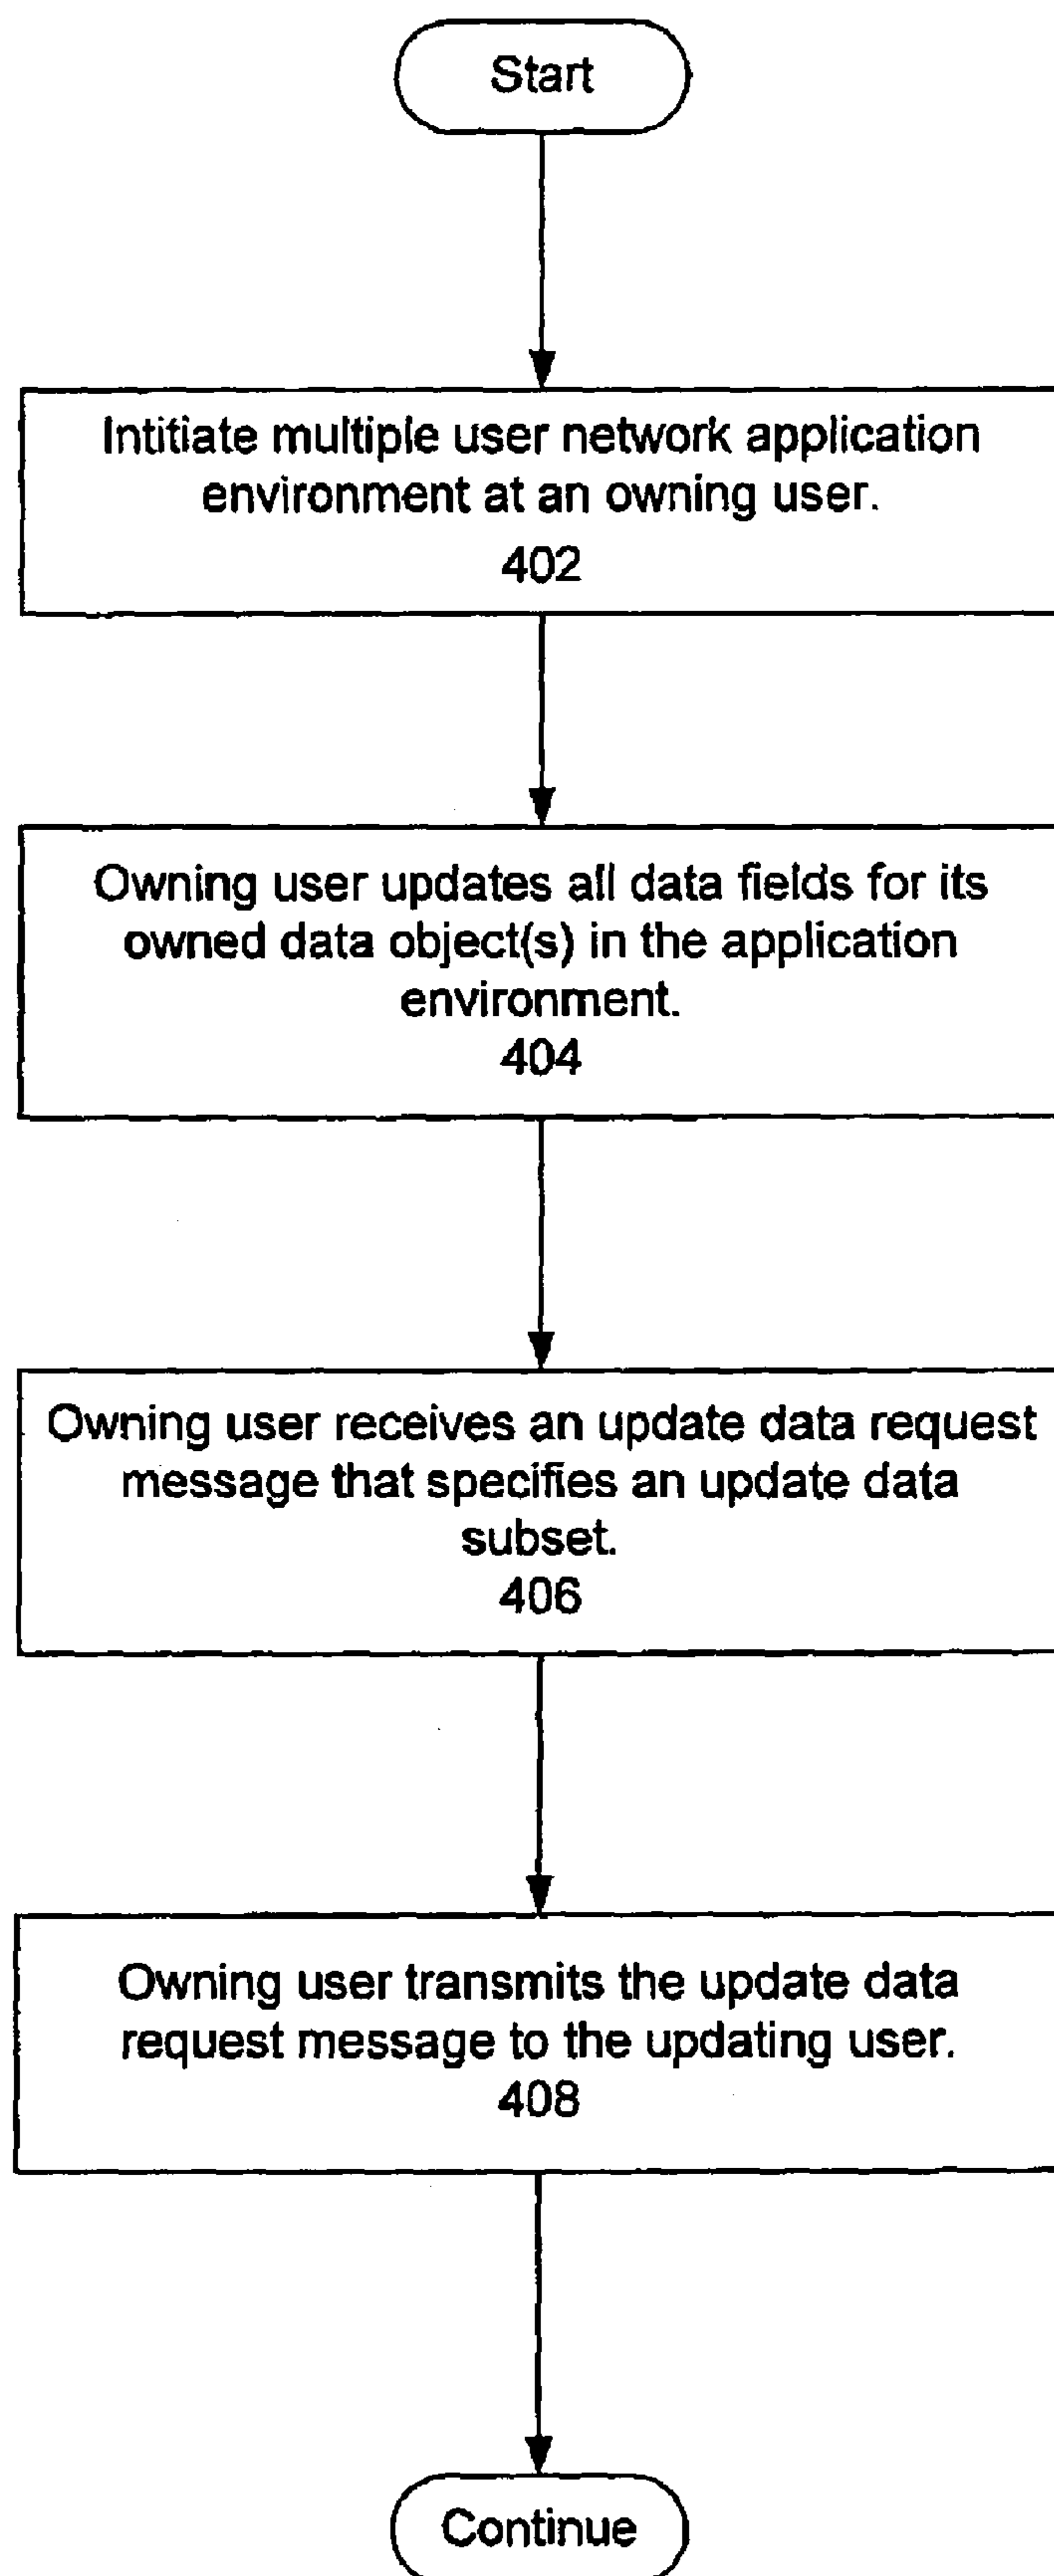 Start
Intitiate multiple user network application
environment at an owning user.
402
Owning user updates all data fields for its
owned data object(s) in the application
environment.
404
Owning user receives an update data request
message that specifies an update data
subset.
406
Owning user transmits the update data
request message to the updating user.
408
Continue